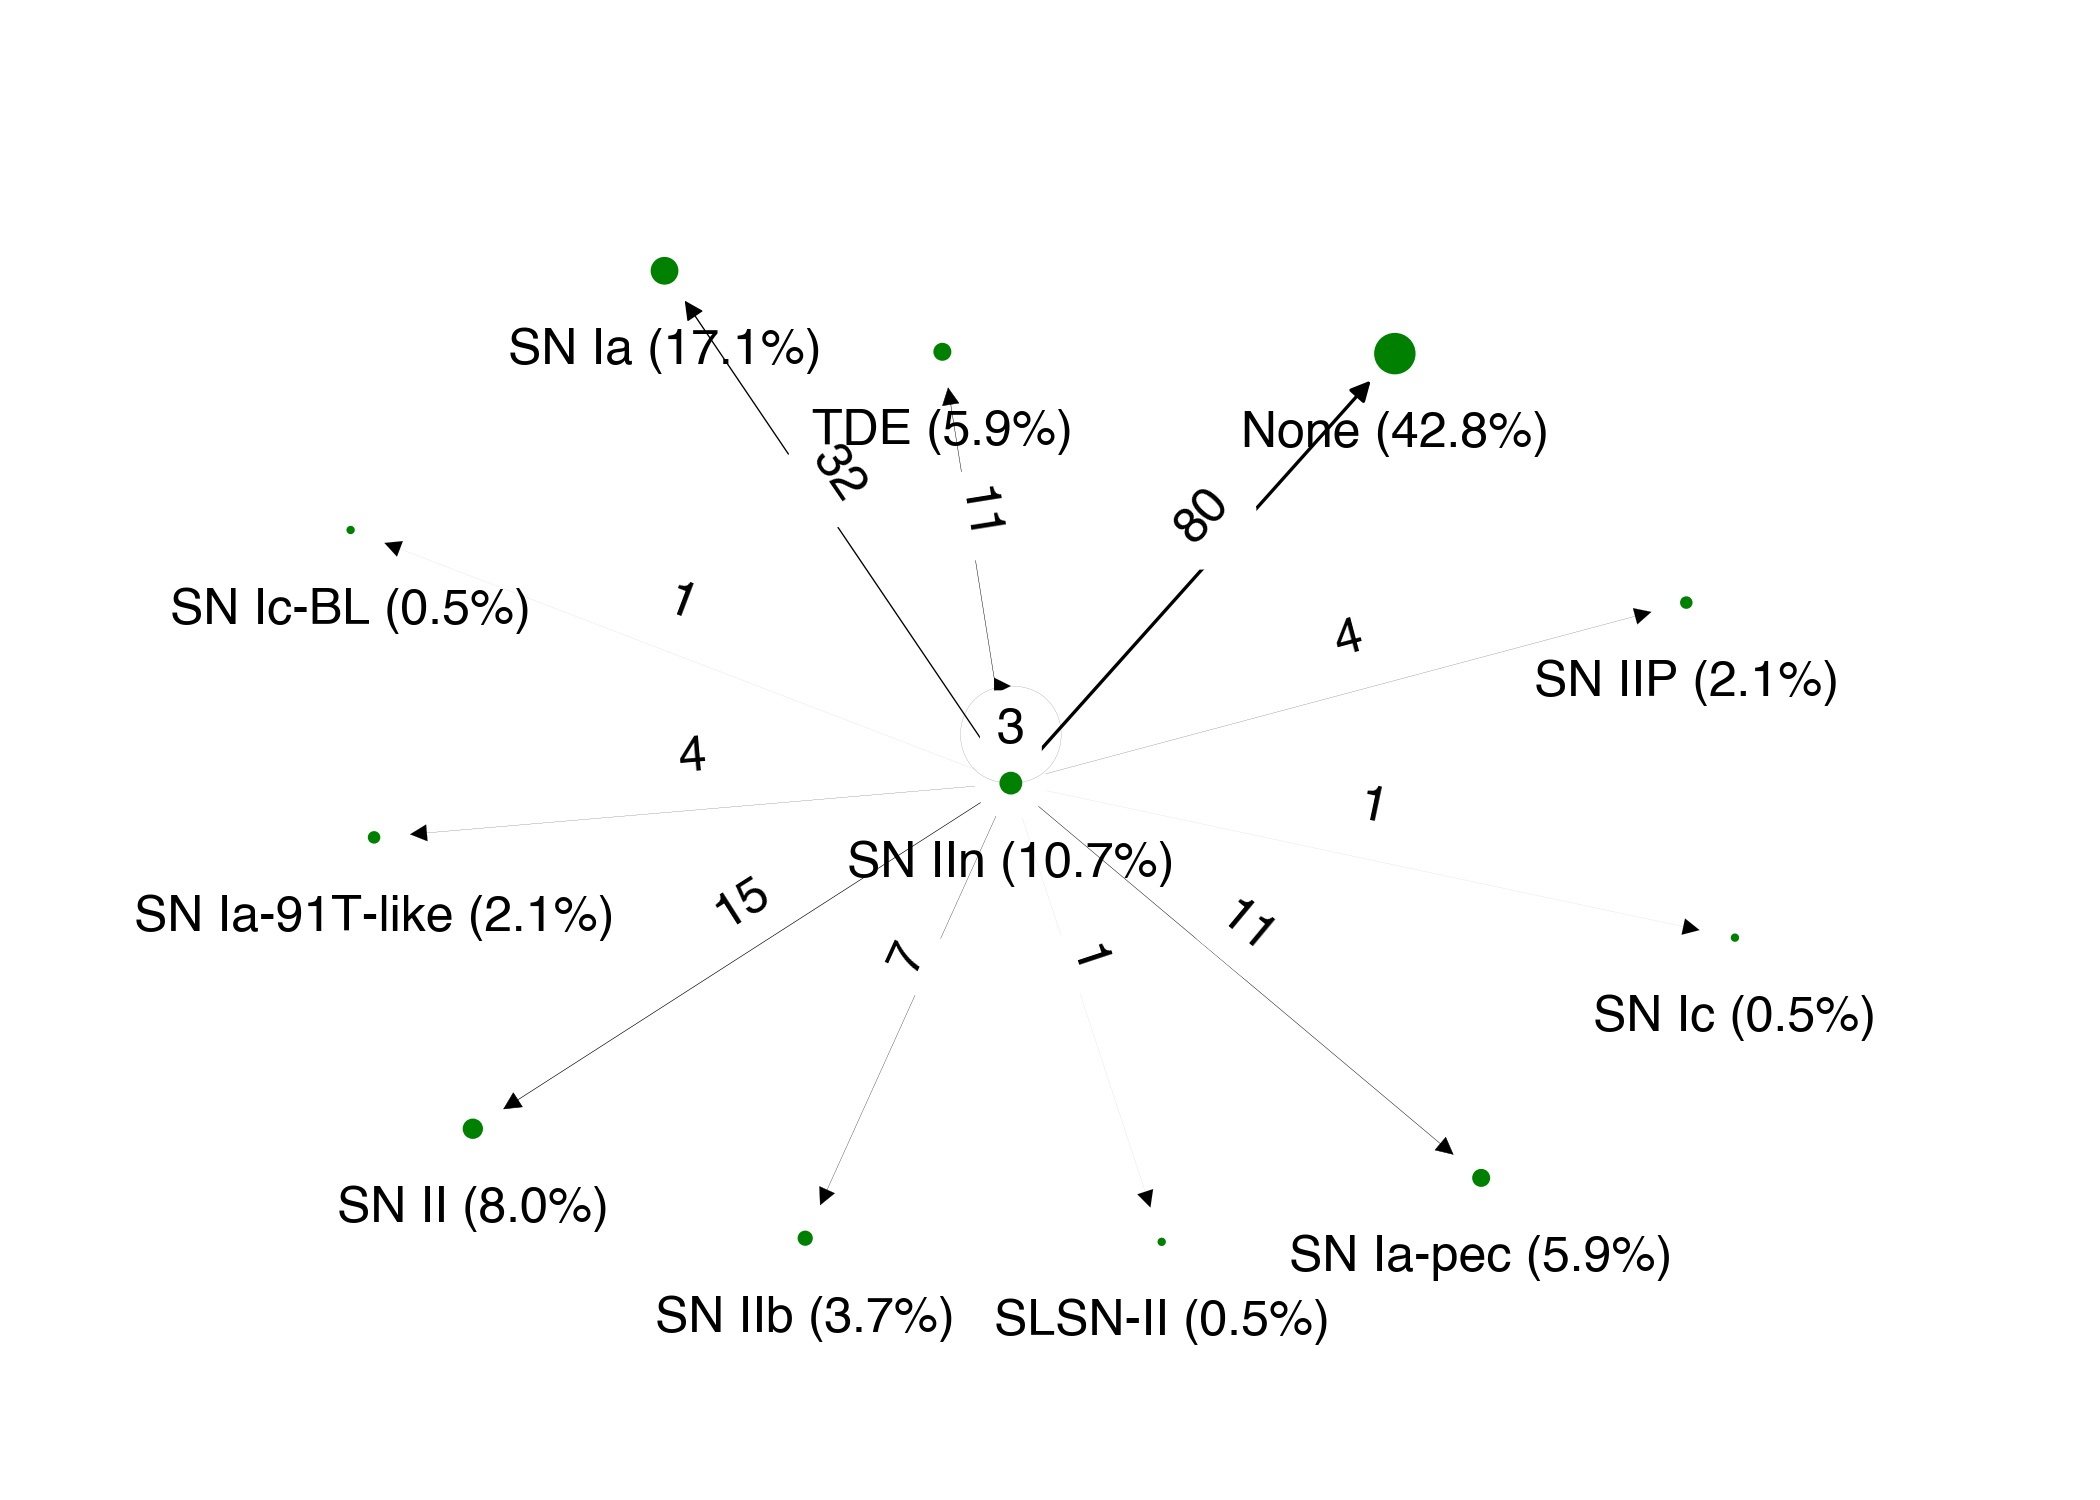 SN Ia (17.1%)
TDE (5.9%)
None (42.8%)
32
11
80
SN Ic-BL (0.5%)
1
4
SN IIP (2.1%)
3
4
1
SN IIn (10.7%)
SN Ia-91T-like (2.1%)
15
11
7
1
SN Ic (0.5%)
SN II (8.0%)
SN Ia-pec (5.9%)
SN IIb (3.7%)
SLSN-II (0.5%)